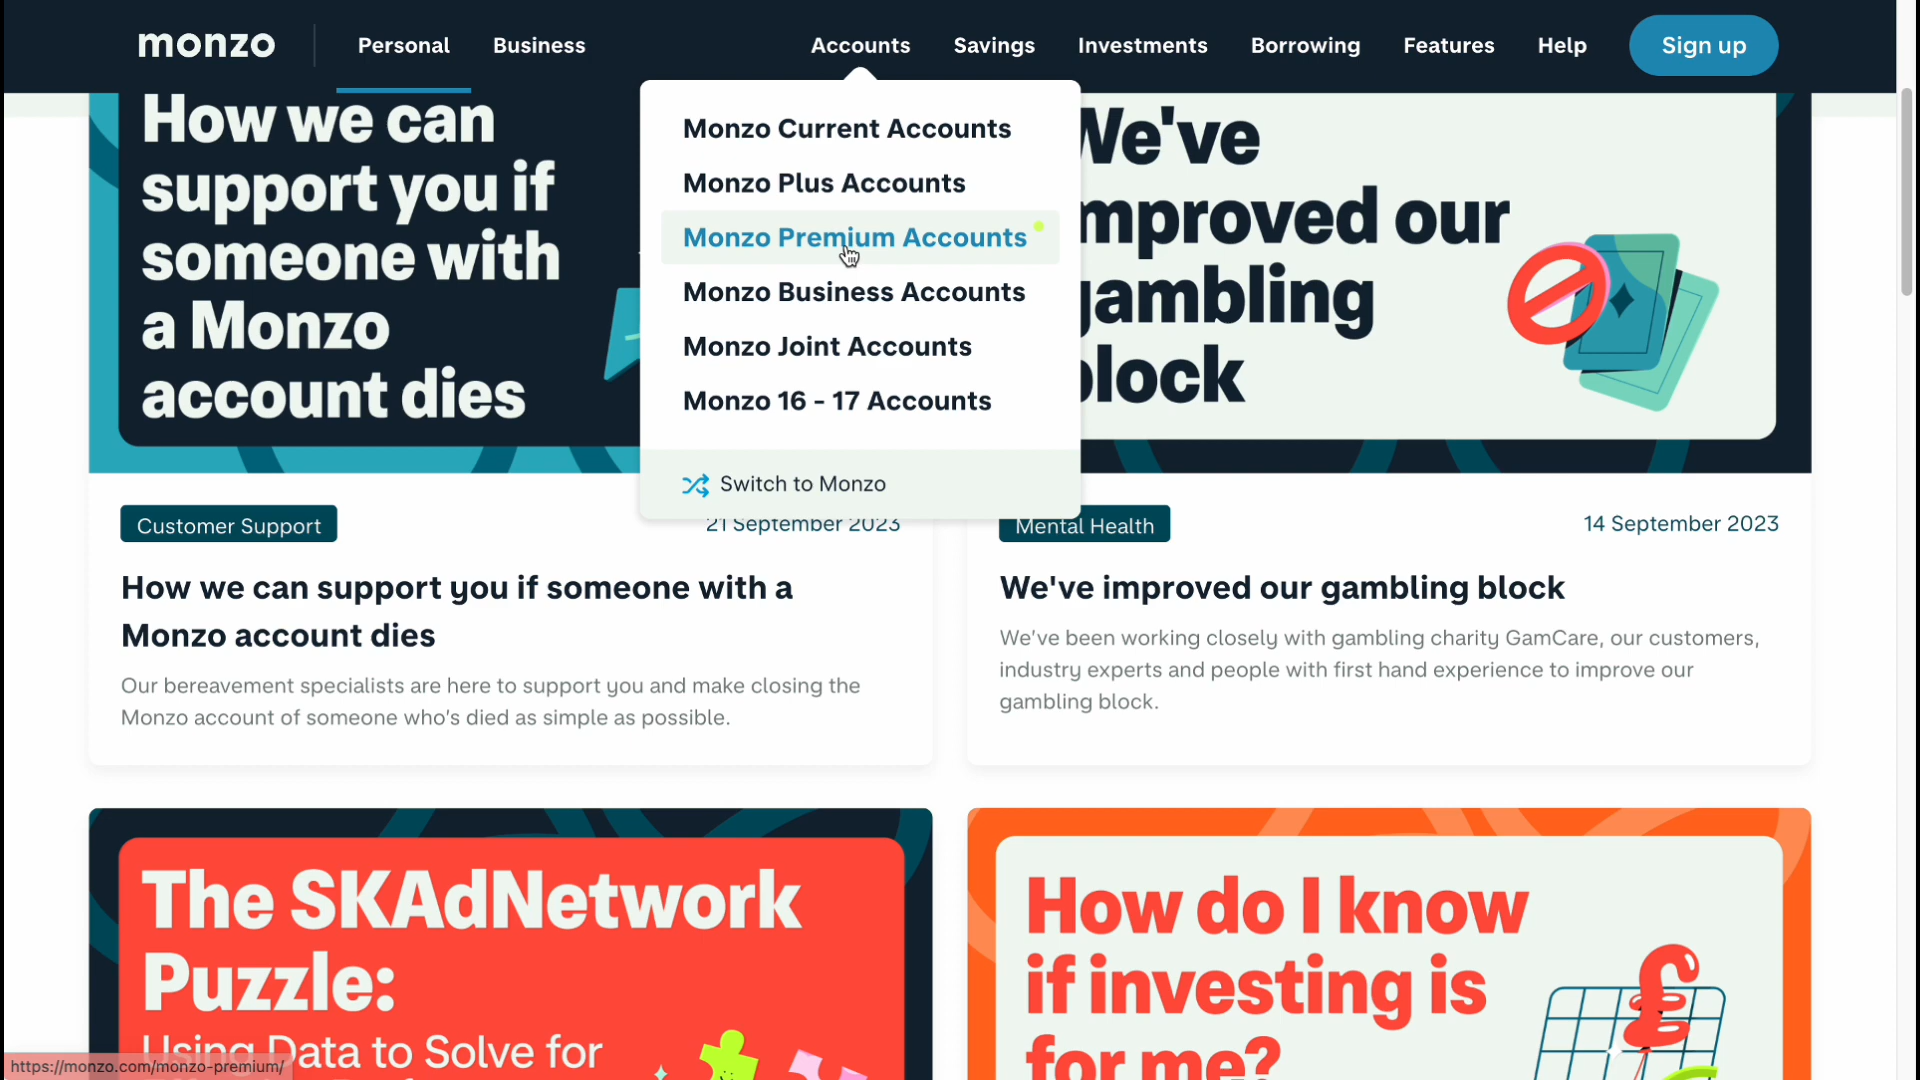 monzo
Personal
Business
Accounts
Savings
Investments
Borrowing
Features
Help
Sign up
Monzo Current Accounts
Monzo Plus Accounts
Monzo Premium Accounts
Monzo Business Accounts
Monzo Joint Accounts
Monzo 16 - 17 Accounts
Switch to Monzo
How we can
support you if
someone with
a Monzo
account dies
We've
improved our
gambling
block
Customer Support
21 September 2023
How we can support you if someone with a
Monzo account dies
Our bereavement specialists are here to support you and make closing the
Monzo account of someone who's died as simple as possible.
Mental Health
14 September 2023
We've improved our gambling block
We've been working closely with gambling charity GamCare, our customers,
industry experts and people with first hand experience to improve our
gambling block.
The SKAdNetwork
Puzzle:
Using Data to Solve for
How do I know
if investing is
for me?
£
https://monzo.com/monzo-premium/